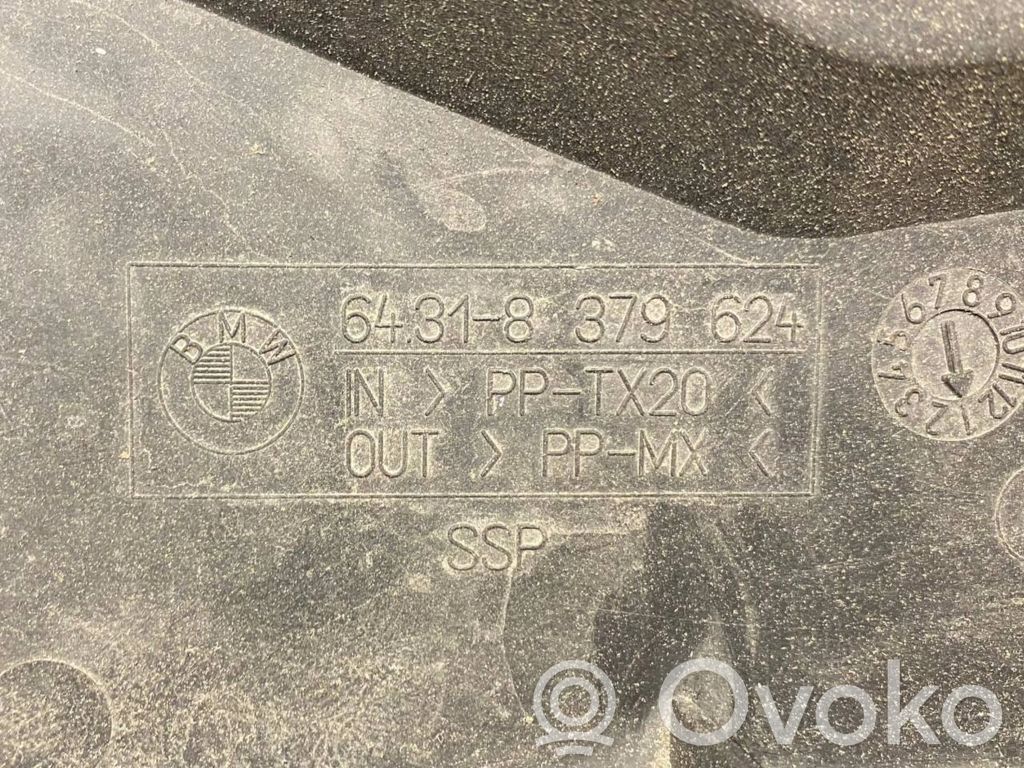 BMW
64.31-8 379 624
IN > PP-TX20 <
OUT > PP-MX <
SSP
1 2 3 4 5 6 7 8 9 10 11 12
Ovoko